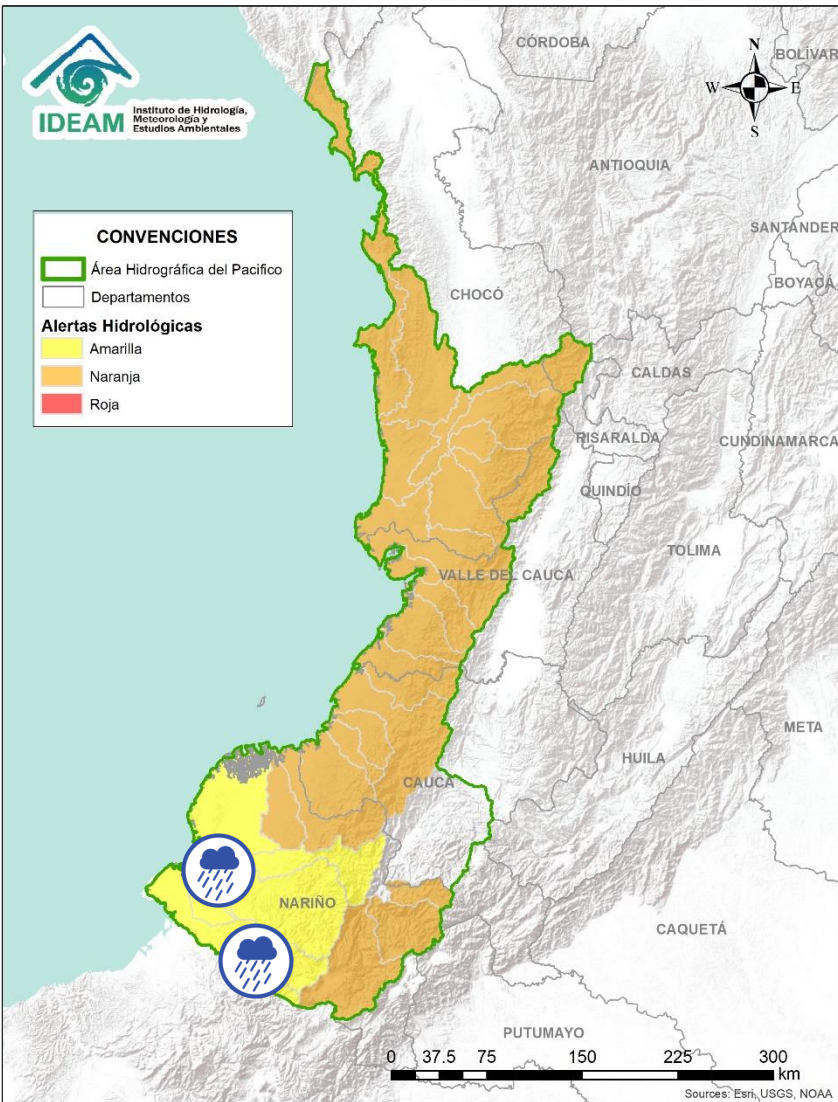 IDEAM
Instituto de Hidrología,
Meteorología y
Estudios Ambientales
CONVENCIONES
Área Hidrográfica del Pacifico
Departamentos
Alertas Hidrológicas
Amarilla
Naranja
Roja
N
W E
S
CÓRDOBA
BOLÍVAR
ANTIOQUIA
SANTANDER
BOYACÁ
CHOCÓ
CALDAS
RISARALDA
CUNDINAMARCA
QUINDÍO
TOLIMA
VALLE DEL CAUCA
META
HUILA
CAUCA
NARIÑO
CAQUETÁ
PUTUMAYO
0 37.5 75 150 225 300
km
Sources: Esri, USGS, NOAA